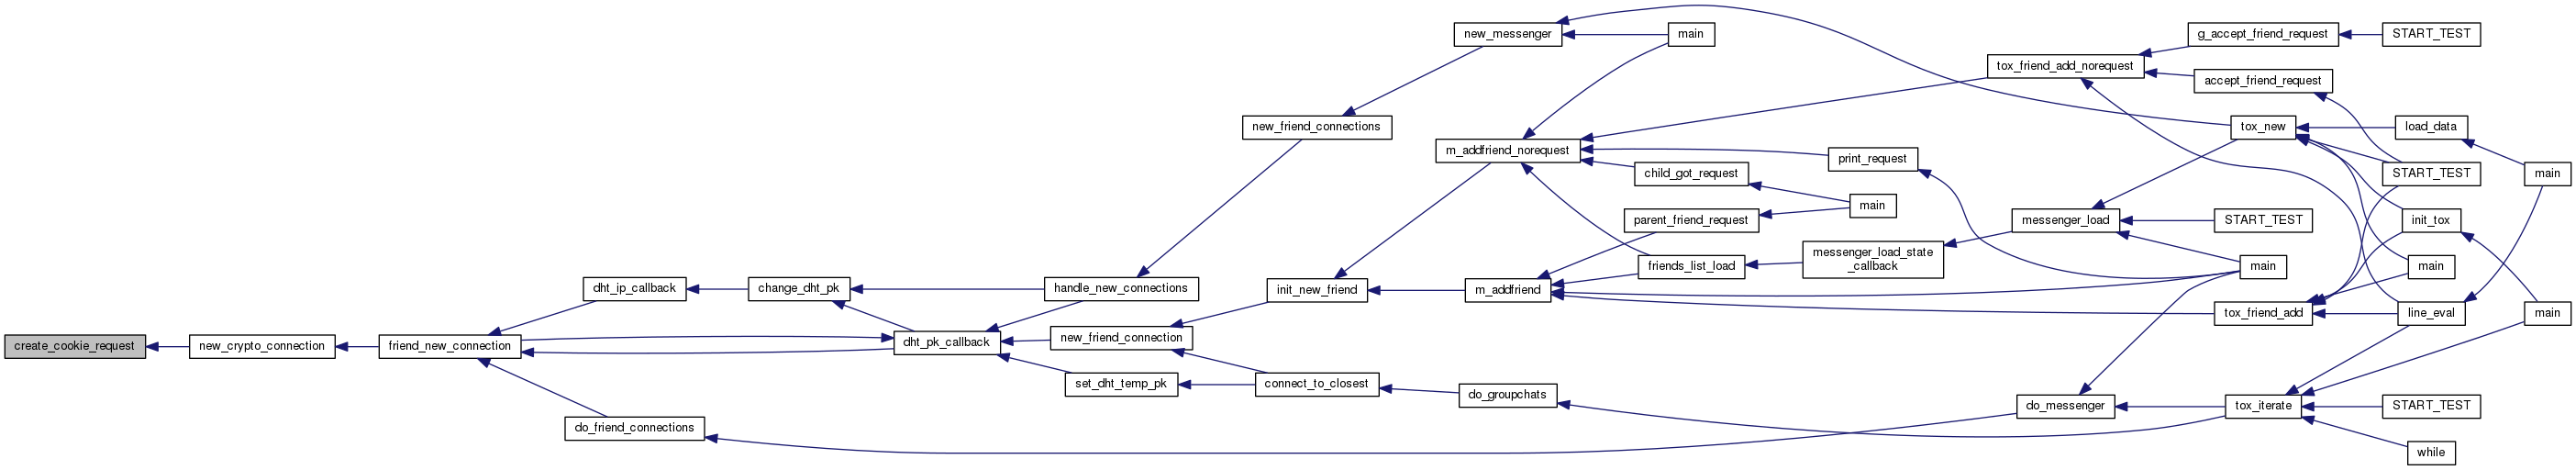 create_cookie_request
new_crypto_connection
friend_new_connection
dht_ip_callback
do_friend_connections
change_dht_pk
dht_pk_callback
handle_new_connections
new_friend_connection
set_dht_temp_pk
new_friend_connections
init_new_friend
connect_to_closest
new_messenger
m_addfriend_norequest
m_addfriend
do_groupchats
main
child_got_request
parent_friend_request
friends_list_load
print_request
main
messenger_load_state
_callback
tox_friend_add_norequest
messenger_load
do_messenger
g_accept_friend_request
accept_friend_request
tox_new
START_TEST
main
tox_friend_add
tox_iterate
START_TEST
load_data
START_TEST
init_tox
main
line_eval
START_TEST
while
main
main